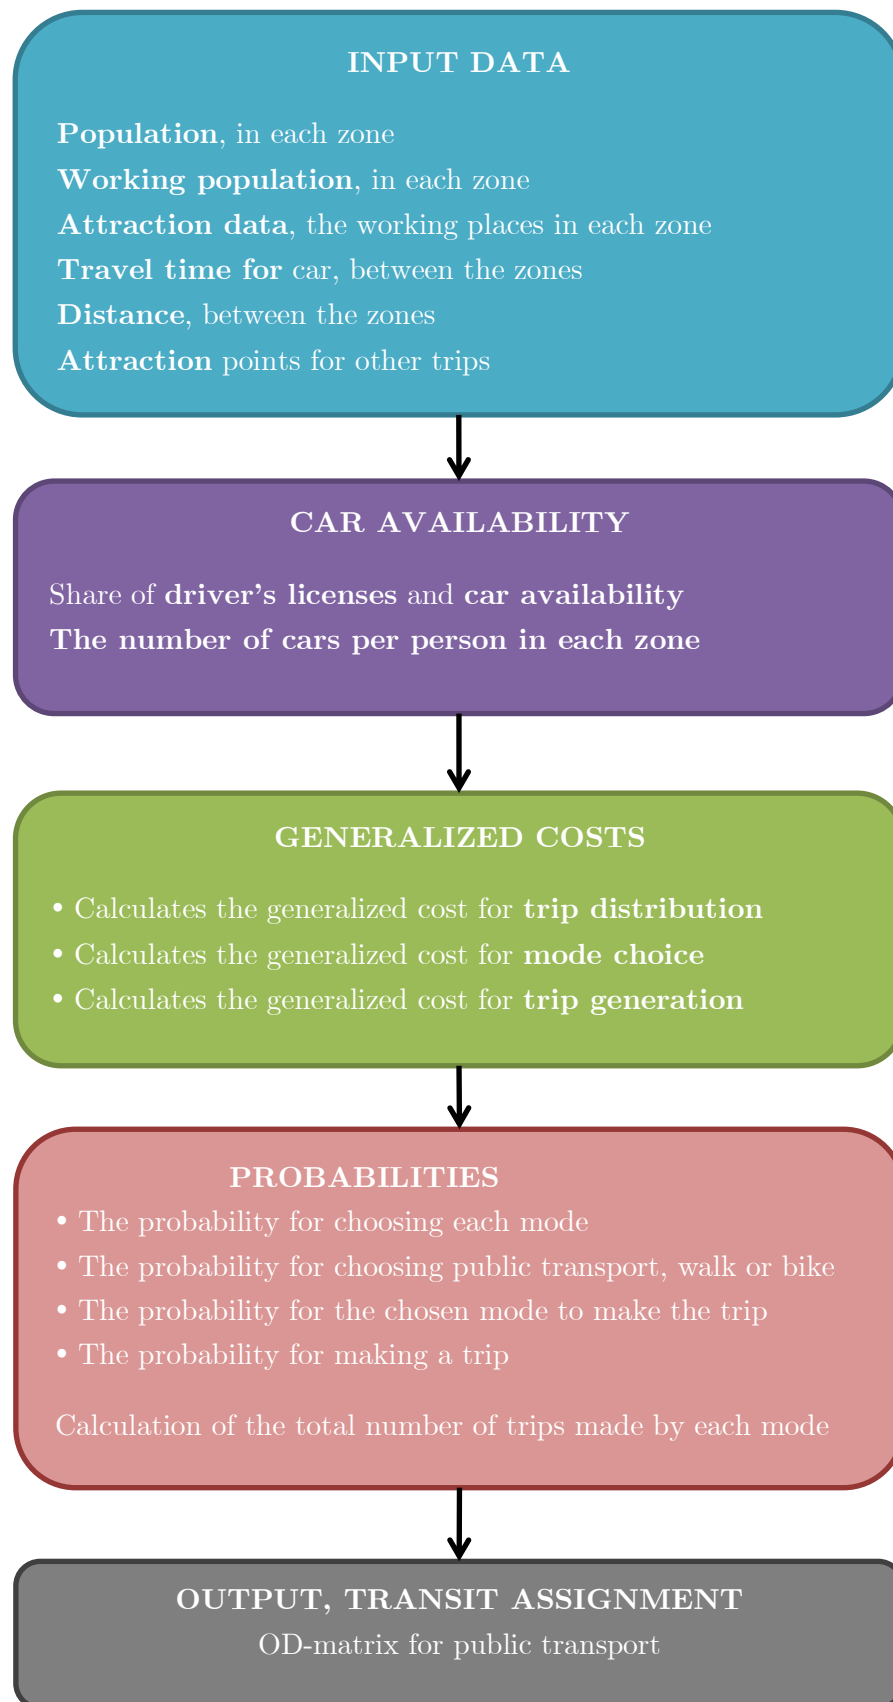 INPUT DATA
Population, in each zone
Working population, in each zone
Attraction data, the working places in each zone
Travel time for car, between the zones
Distance, between the zones
Attraction points for other trips
CAR AVAILABILITY
Share of driver's licenses and car availability
The number of cars per person in each zone
GENERALIZED COSTS
• Calculates the generalized cost for trip distribution
• Calculates the generalized cost for mode choice
• Calculates the generalized cost for trip generation
PROBABILITIES
• The probability for choosing each mode
• The probability for choosing public transport, walk or bike
• The probability for the chosen mode to make the trip
• The probability for making a trip
Calculation of the total number of trips made by each mode
OUTPUT, TRANSIT ASSIGNMENT
OD-matrix for public transport